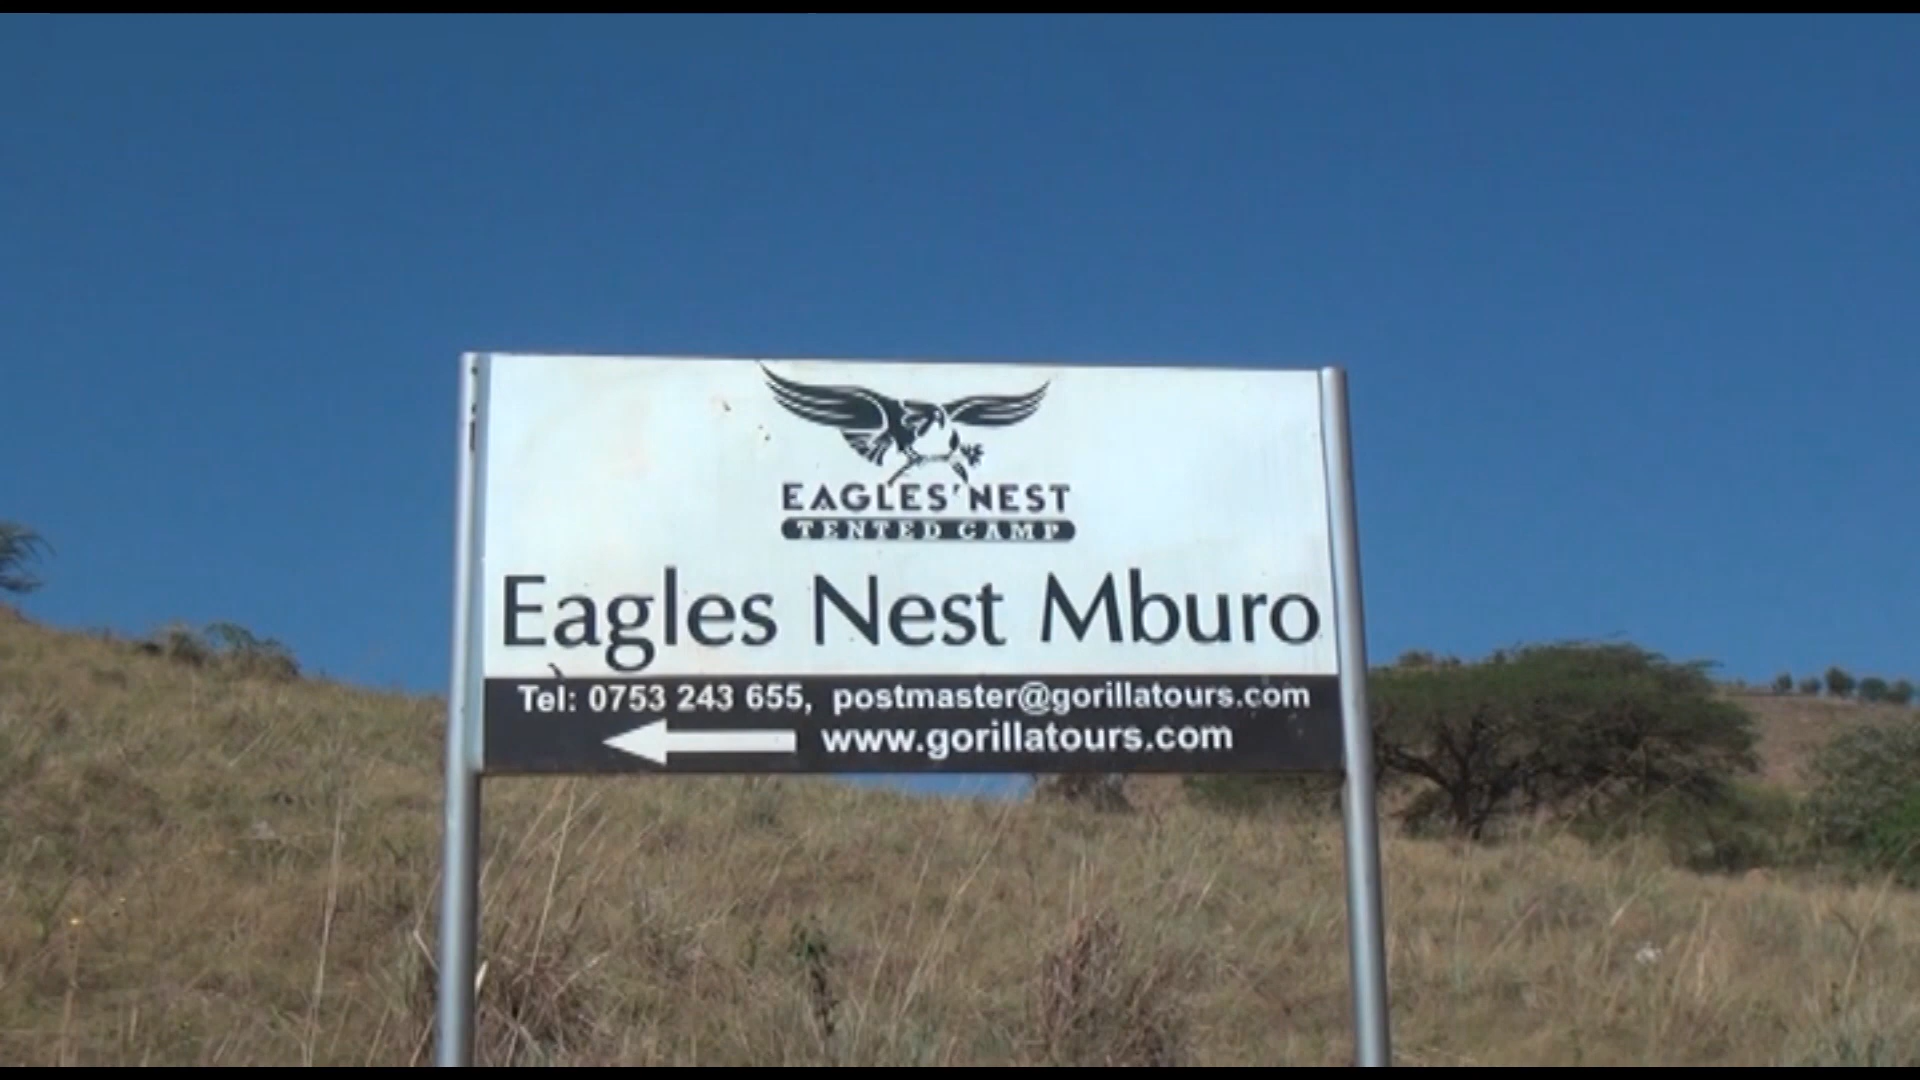 EAGLES' NEST
TENTED CAMP
Eagles Nest Mburo
Tel: 0753 243 655, postmaster@gorillatours.com
www.gorillatours.com